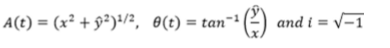 A(t) = (x² + ŷ²)^{1/2}, θ(t) = tan⁻¹ (ŷ/x) and i = √−1